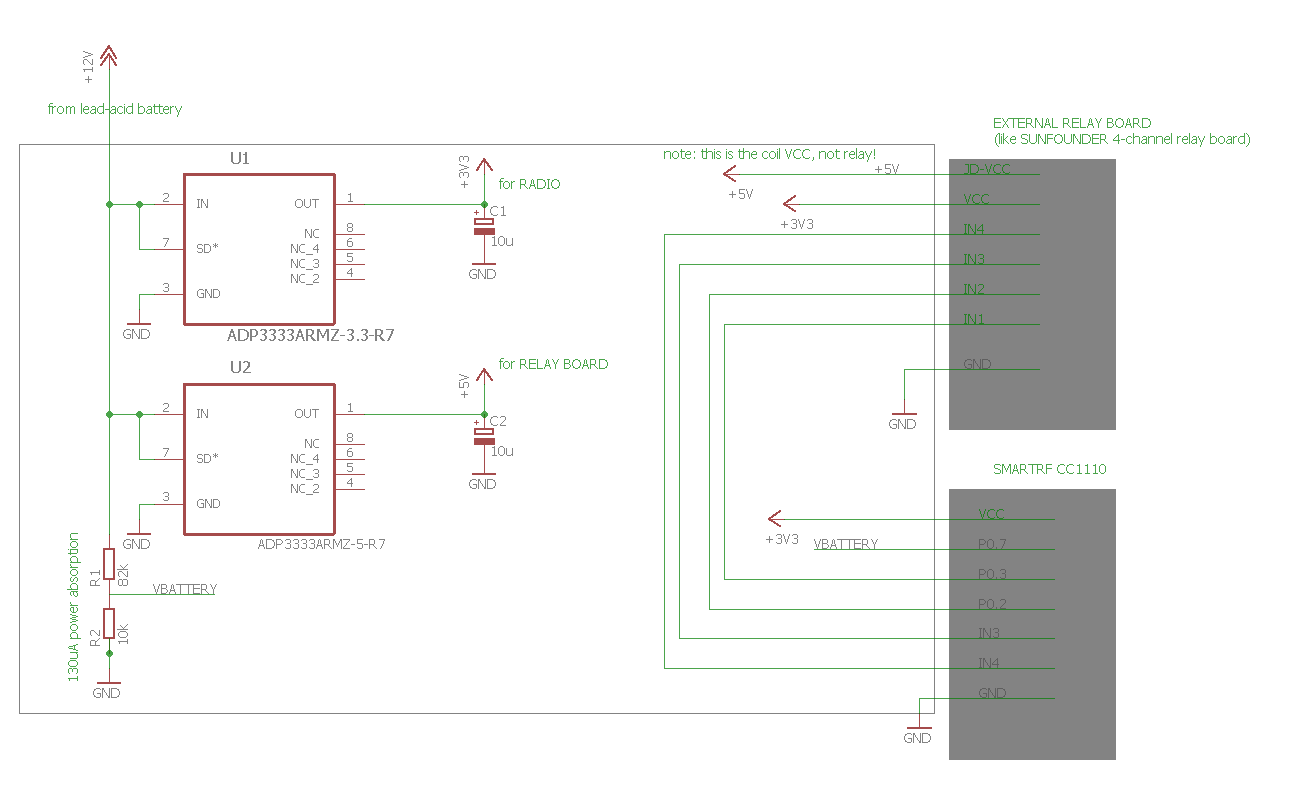 +12V
from lead-acid battery
U1
2
IN
OUT
1
7
SD*
NC
8
NC_4
6
NC_3
5
NC_2
4
3
GND
GND
ADP3333ARMZ-3.3-R7
+3V3
for RADIO
C1
+
10u
GND
U2
2
IN
OUT
1
7
SD*
NC
8
NC_4
6
NC_3
5
NC_2
4
3
GND
GND
ADP3333ARMZ-5-R7
+5V
for RELAY BOARD
C2
+
10u
GND
130uA power absorption
R1
82k
VBATTERY
R2
10k
GND
note: this is the coil VCC, not relay!
+5V
+5V
+3V3
EXTERNAL RELAY BOARD
(like SUNFOUNDER 4-channel relay board)
JD-VCC
VCC
IN4
IN3
IN2
IN1
GND
GND
SMARTRF CC1110
+3V3
VCC
VBATTERY
P0.7
P0.3
P0.2
IN3
IN4
GND
GND